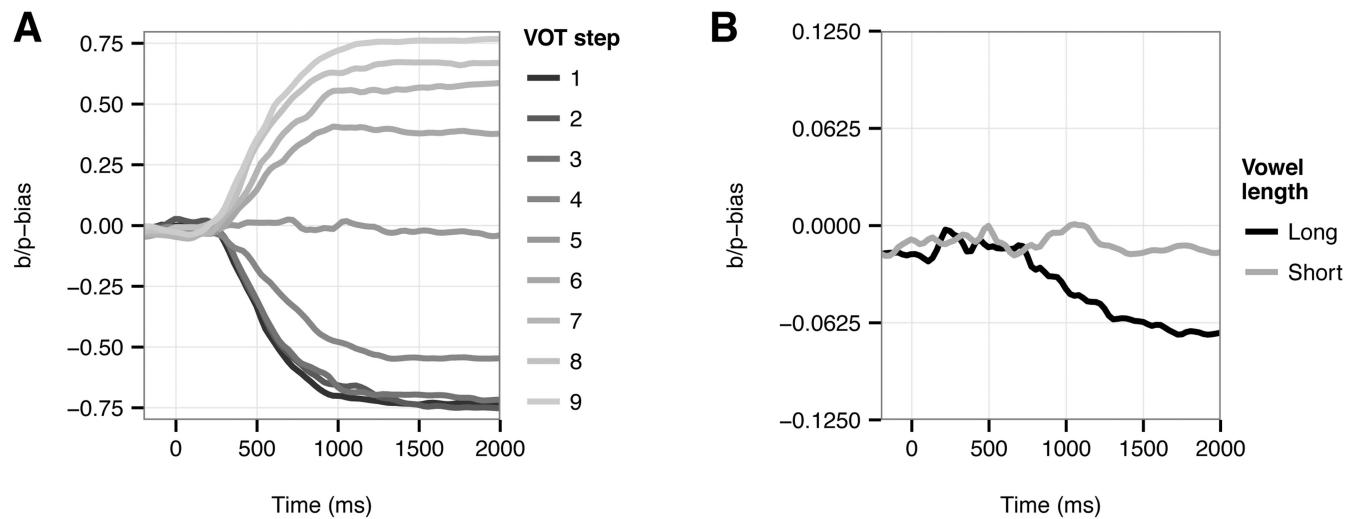 A
b/p−bias
0.75
0.50
0.25
0.00
−0.25
−0.50
−0.75
0
500
1000
1500
2000
Time (ms)
VOT step
1
2
3
4
5
6
7
8
9
B
b/p−bias
0.1250
0.0625
0.0000
−0.0625
−0.1250
0
500
1000
1500
2000
Time (ms)
Vowel
length
Long
Short